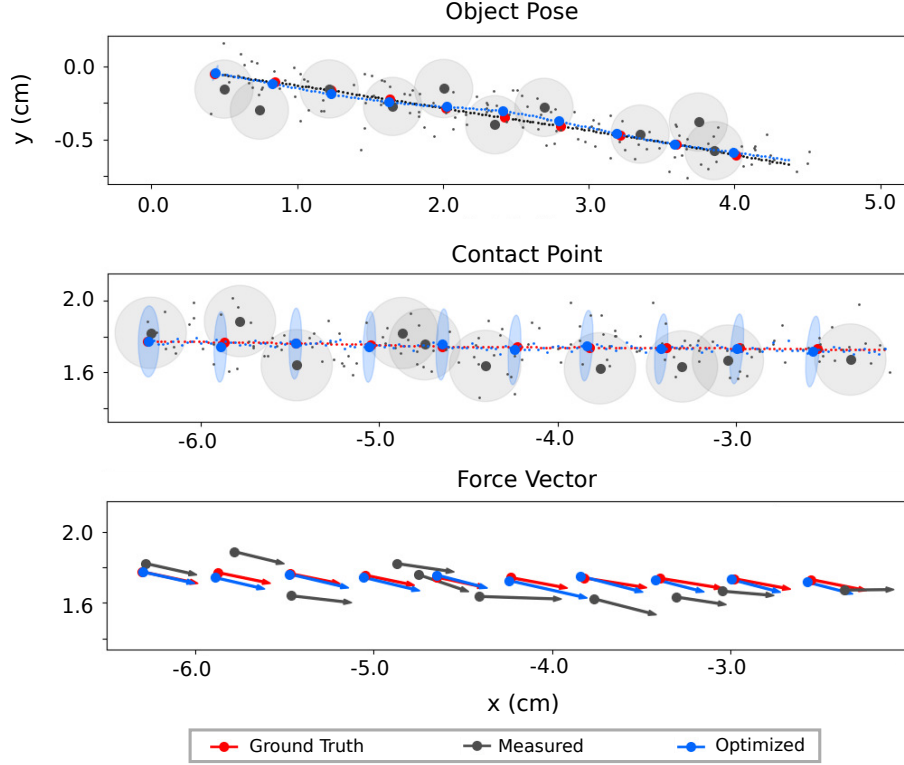 Object Pose
y (cm)
0.0
-0.5
0.0 1.0 2.0 3.0 4.0 5.0
Contact Point
2.0
1.6
-6.0 -5.0 -4.0 -3.0
Force Vector
2.0
1.6
-6.0 -5.0 -4.0 -3.0
x (cm)
Ground Truth Measured Optimized